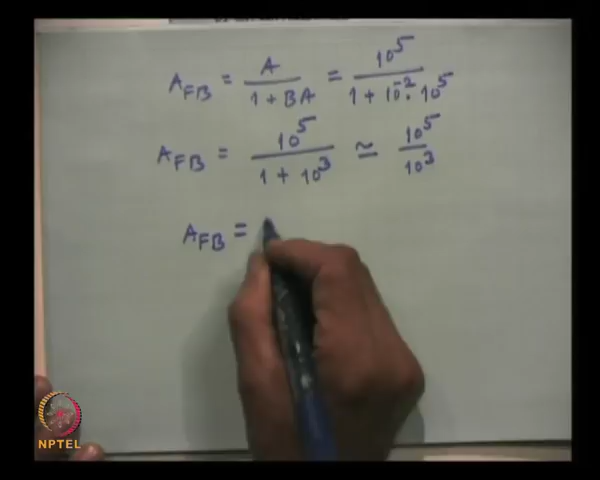 A_FB = A / (1 + BA) = 10^5 / (1 + 10^-2 . 10^5)
A_FB = 10^5 / (1 + 10^3) ≃ 10^5 / 10^3
A_FB =
NPTEL